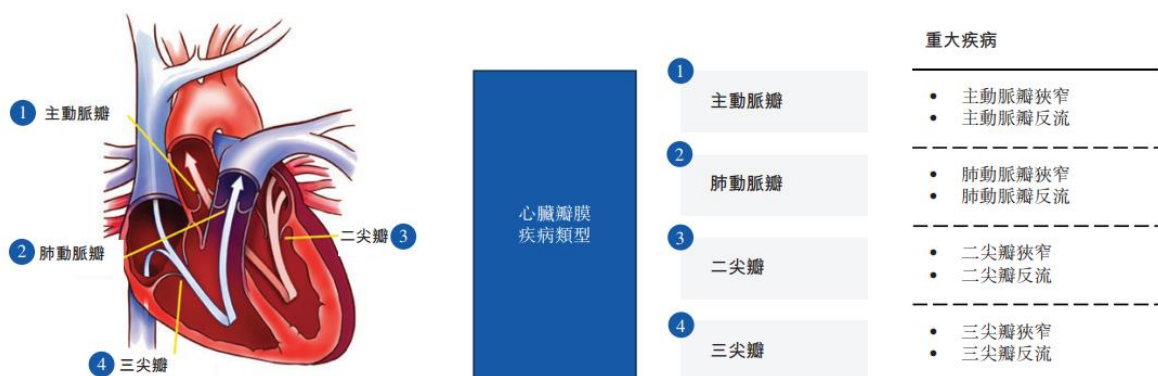 1 主動脈瓣
2 肺動脈瓣
二尖瓣 3
4 三尖瓣
心臟瓣膜
疾病類型
1
主動脈瓣
2
肺動脈瓣
3
二尖瓣
4
三尖瓣
重大疾病
• 主動脈瓣狹窄
• 主動脈瓣反流
• 肺動脈瓣狹窄
• 肺動脈瓣反流
• 二尖瓣狹窄
• 二尖瓣反流
• 三尖瓣狹窄
• 三尖瓣反流